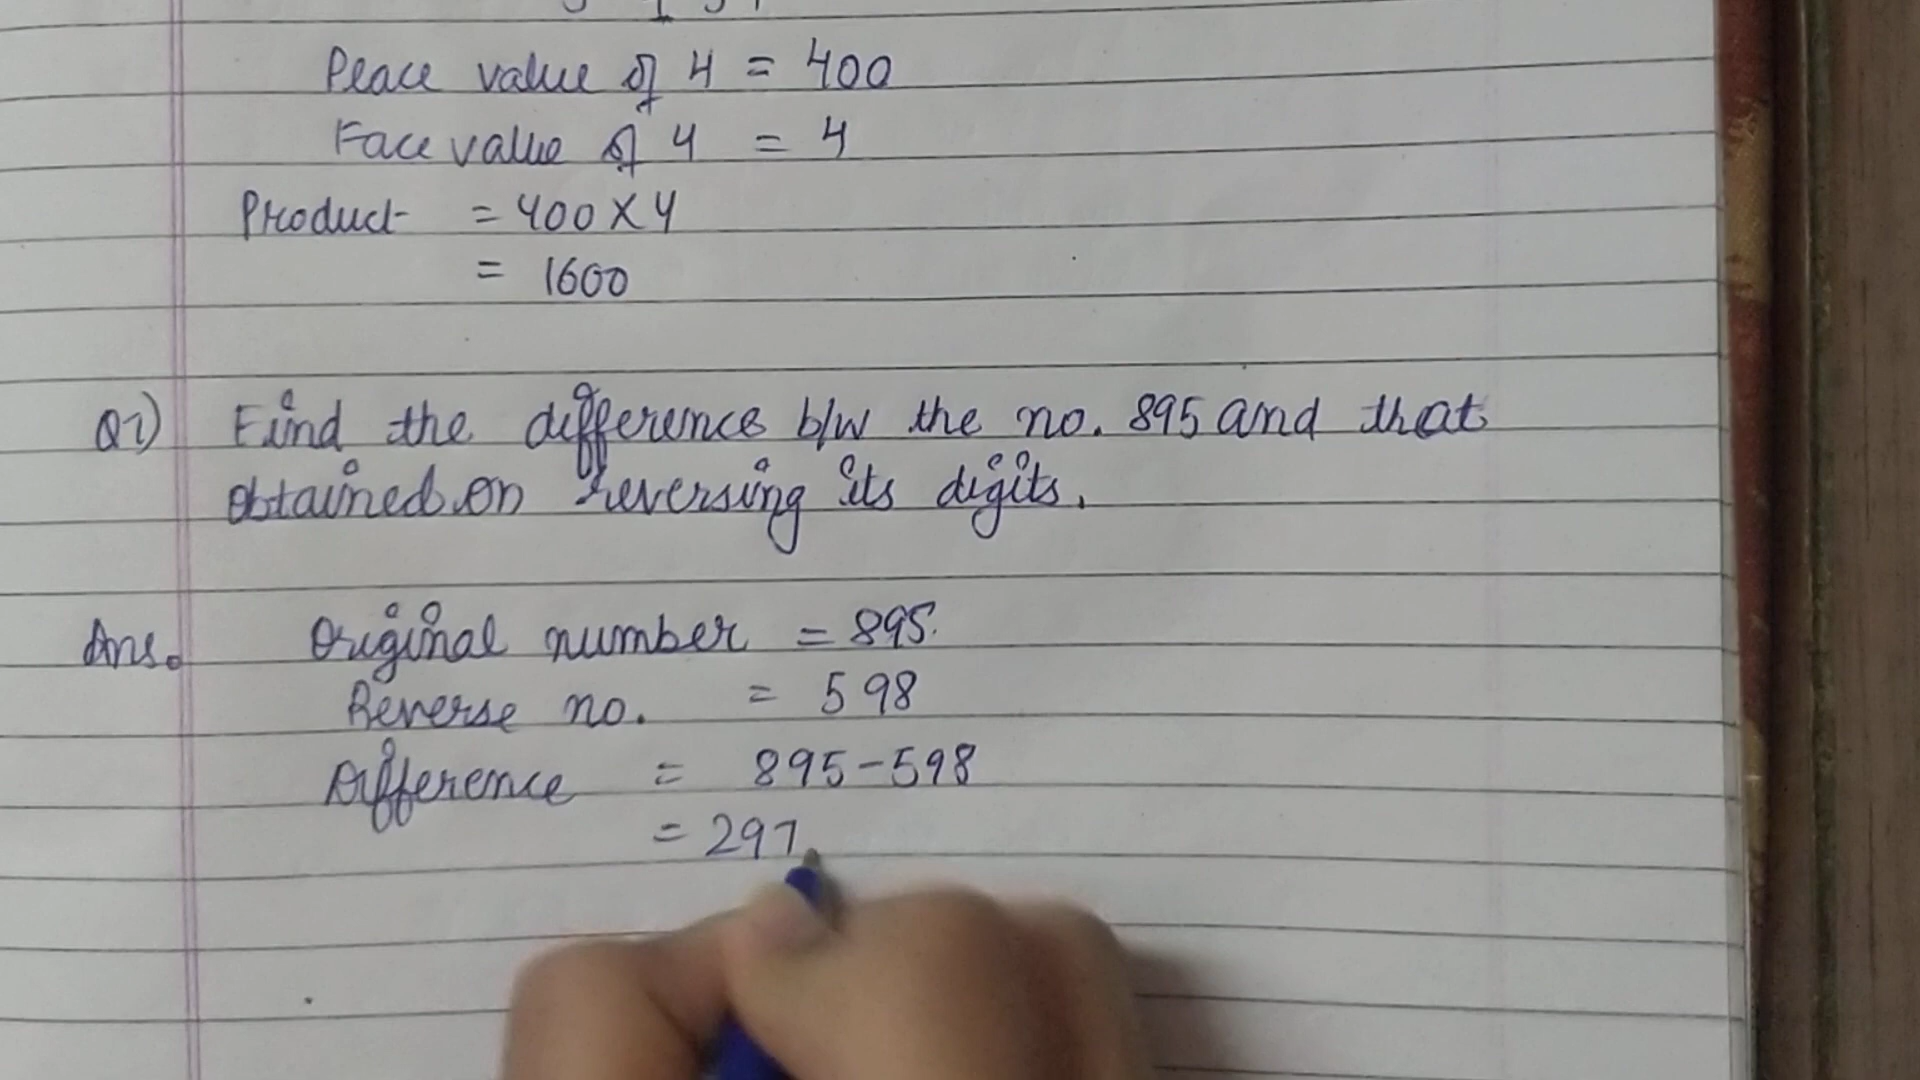 Place value of 4 = 400
Face value of 4 = 4
Product = 400 X 4
= 1600
Q1) Find the difference b/w the no. 895 and that
obtained on reversing its digits.
Ans. Original number = 895.
Reverse no. = 598
Difference = 895-598
= 297.